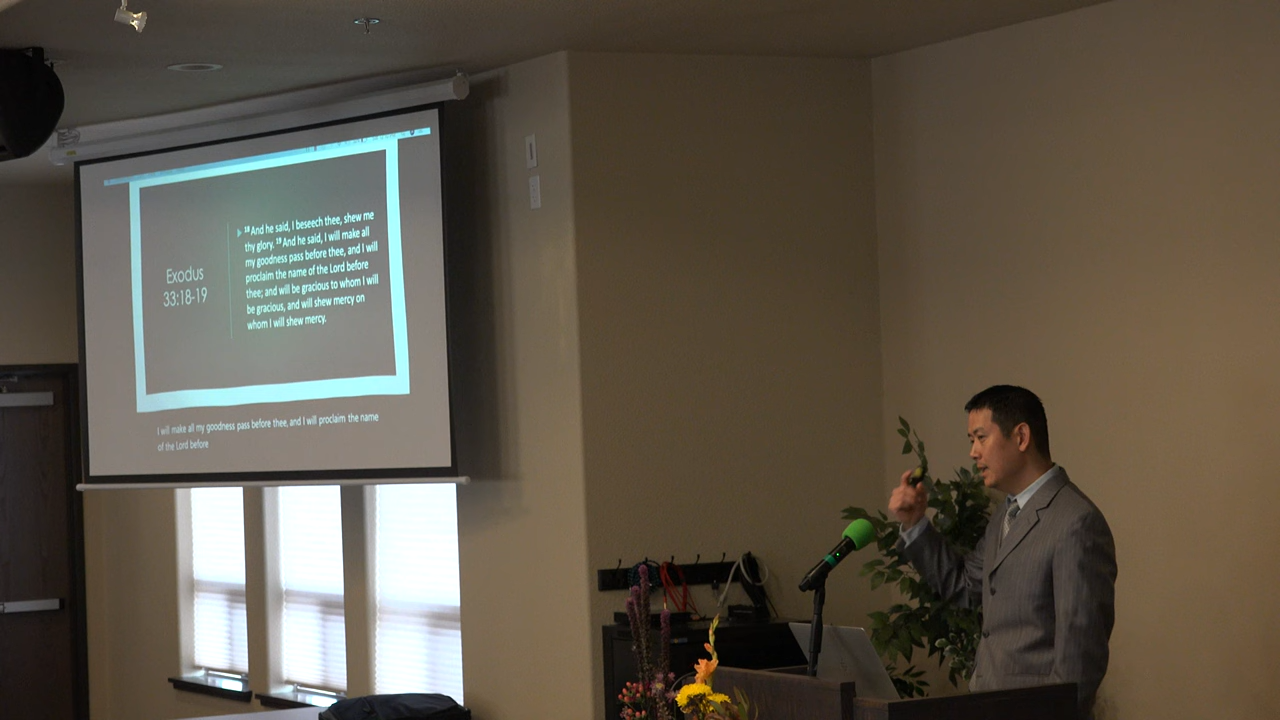 Exodus
33:18-19
18 And he said, I beseech thee, shew me
thy glory. 19 And he said, I will make all
my goodness pass before thee, and I will
proclaim the name of the Lord before
thee; and will be gracious to whom I will
be gracious, and will shew mercy on
whom I will shew mercy.
I will make all my goodness pass before thee, and I will proclaim the name
of the Lord before